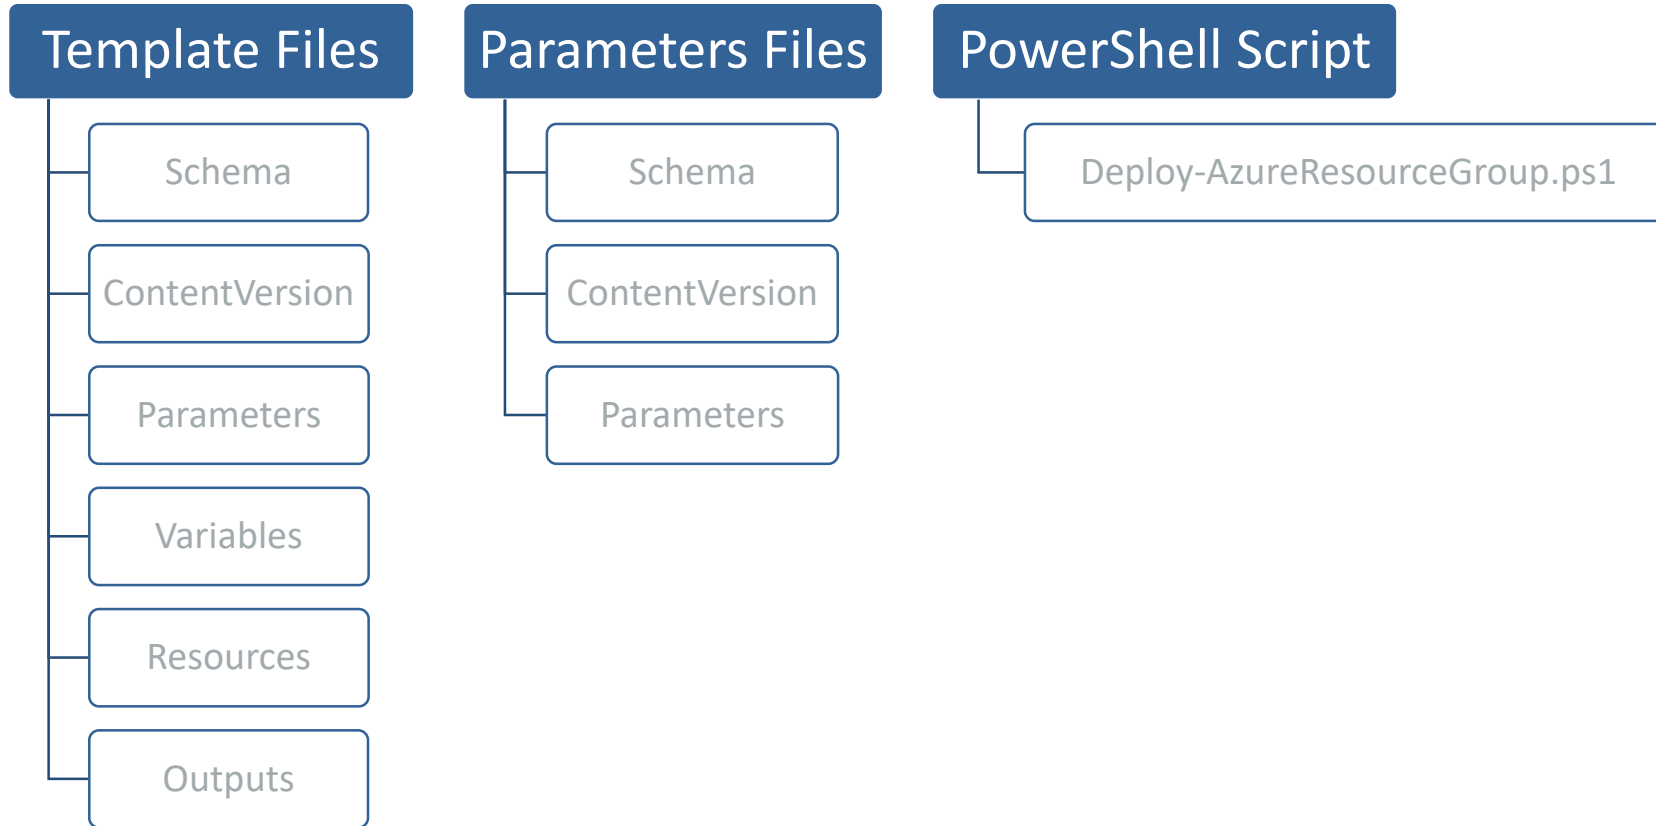 Template Files
Schema
ContentVersion
Parameters
Variables
Resources
Outputs
Parameters Files
Schema
ContentVersion
Parameters
PowerShell Script
Deploy-AzureResourceGroup.ps1